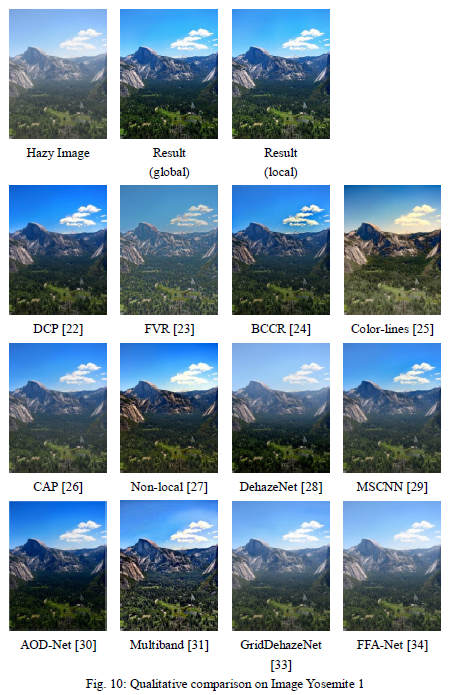 Hazy Image
Result
(global)
Result
(local)
DCP [22]
FVR [23]
BCCR [24]
Color-lines [25]
CAP [26]
Non-local [27]
DehazeNet [28]
MSCNN [29]
AOD-Net [30]
Multiband [31]
GridDehazeNet
[33]
FFA-Net [34]
Fig. 10: Qualitative comparison on Image Yosemite 1